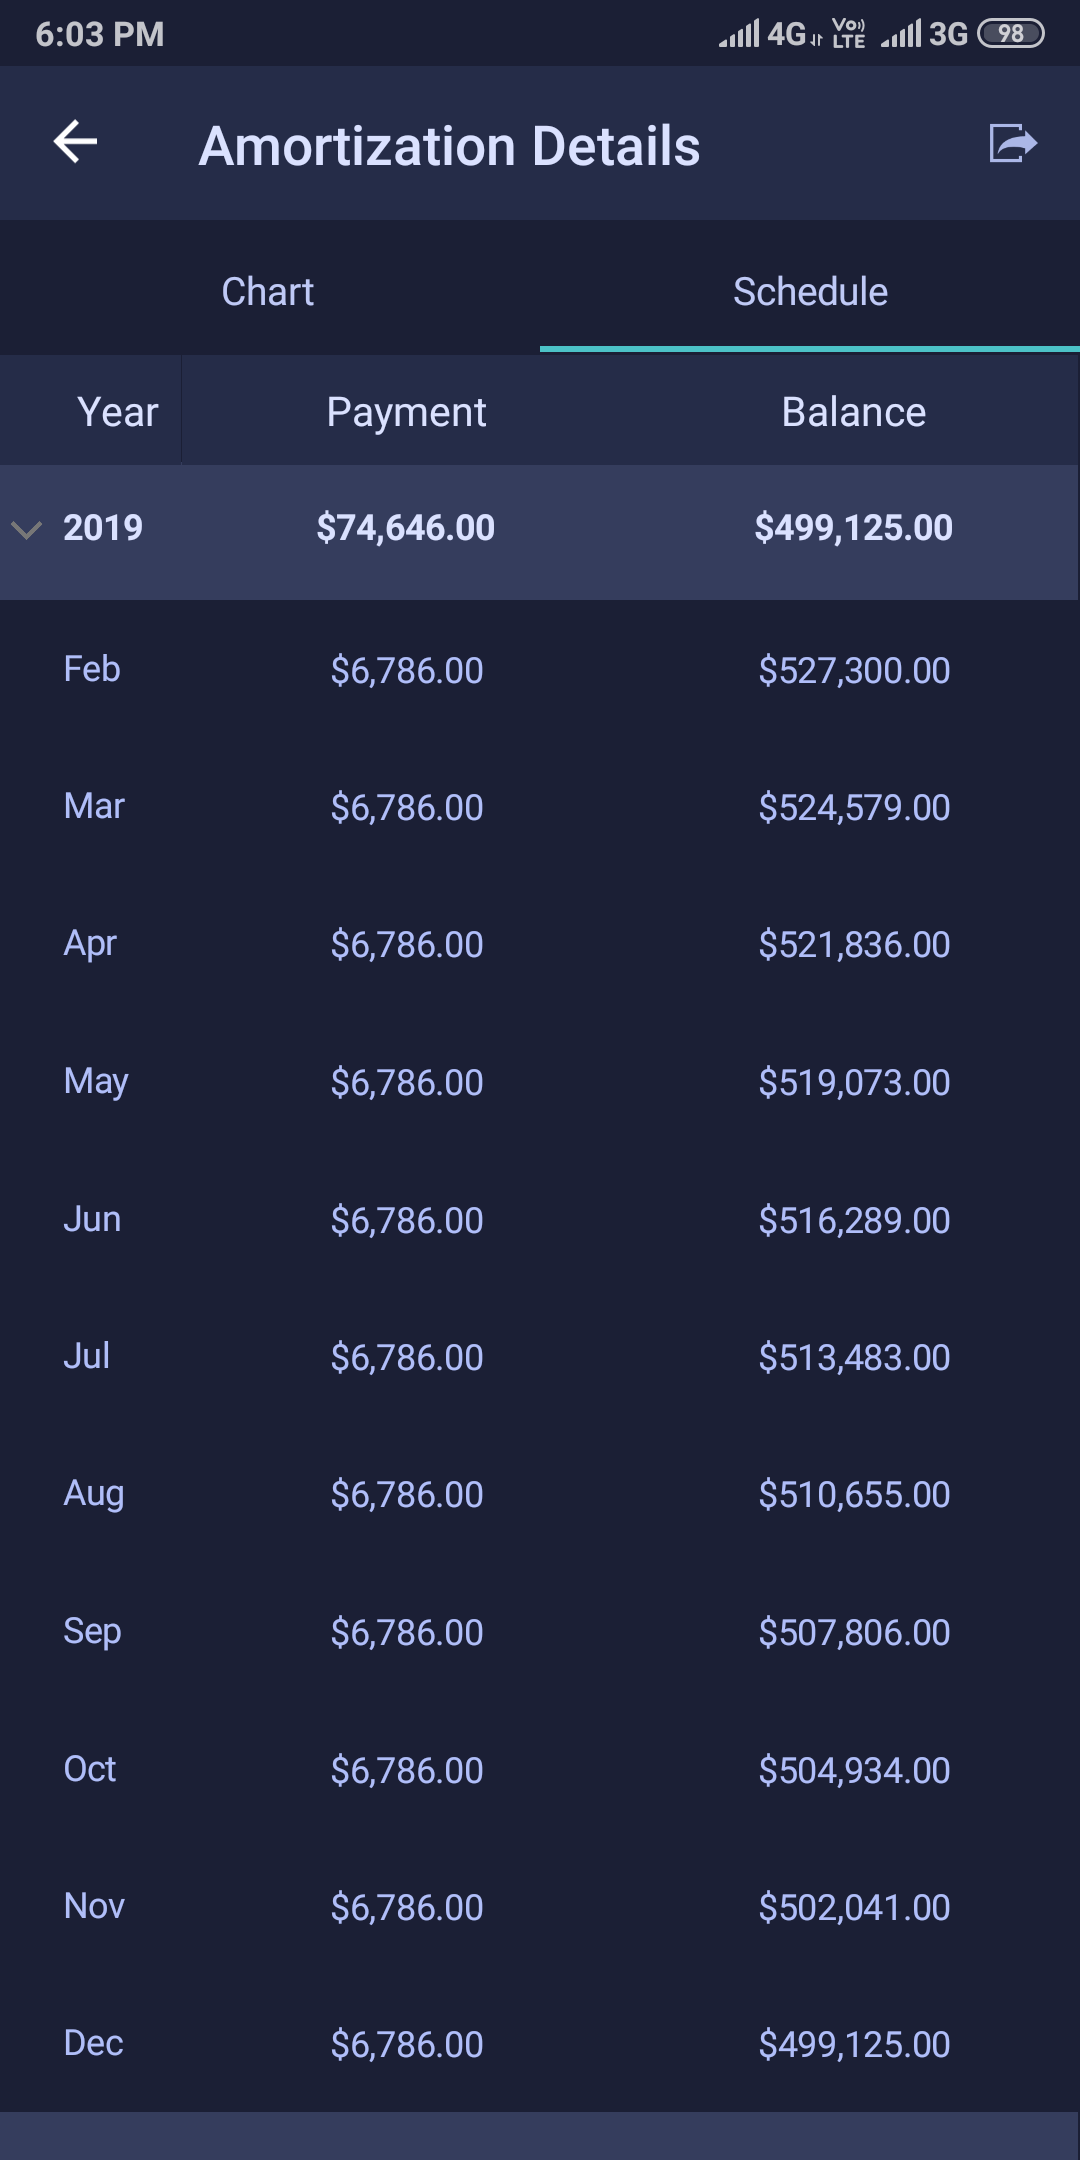 6:03 PM 4G Vo)) LTE 3G 98
Amortization Details
Chart Schedule
Year Payment Balance
2019 $74,646.00 $499,125.00
Feb $6,786.00 $527,300.00
Mar $6,786.00 $524,579.00
Apr $6,786.00 $521,836.00
May $6,786.00 $519,073.00
Jun $6,786.00 $516,289.00
Jul $6,786.00 $513,483.00
Aug $6,786.00 $510,655.00
Sep $6,786.00 $507,806.00
Oct $6,786.00 $504,934.00
Nov $6,786.00 $502,041.00
Dec $6,786.00 $499,125.00